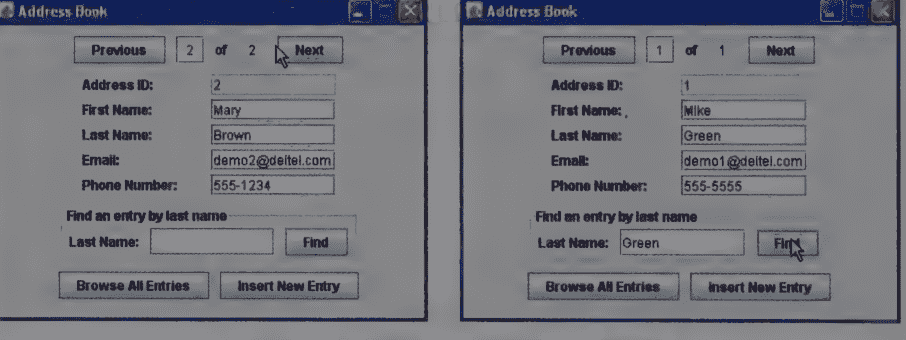 Address Book
Previous 2 of 2 Next
Address ID: 2
First Name: Mary
Last Name: Brown
Email: demo2@deitel.com
Phone Number: 555-1234
Find an entry by last name
Last Name: Find
Browse All Entries Insert New Entry
Address Book
Previous 1 of 1 Next
Address ID: 1
First Name: Mike
Last Name: Green
Email: demo1@deitel.com
Phone Number: 555-5555
Find an entry by last name
Last Name: Green Find
Browse All Entries Insert New Entry